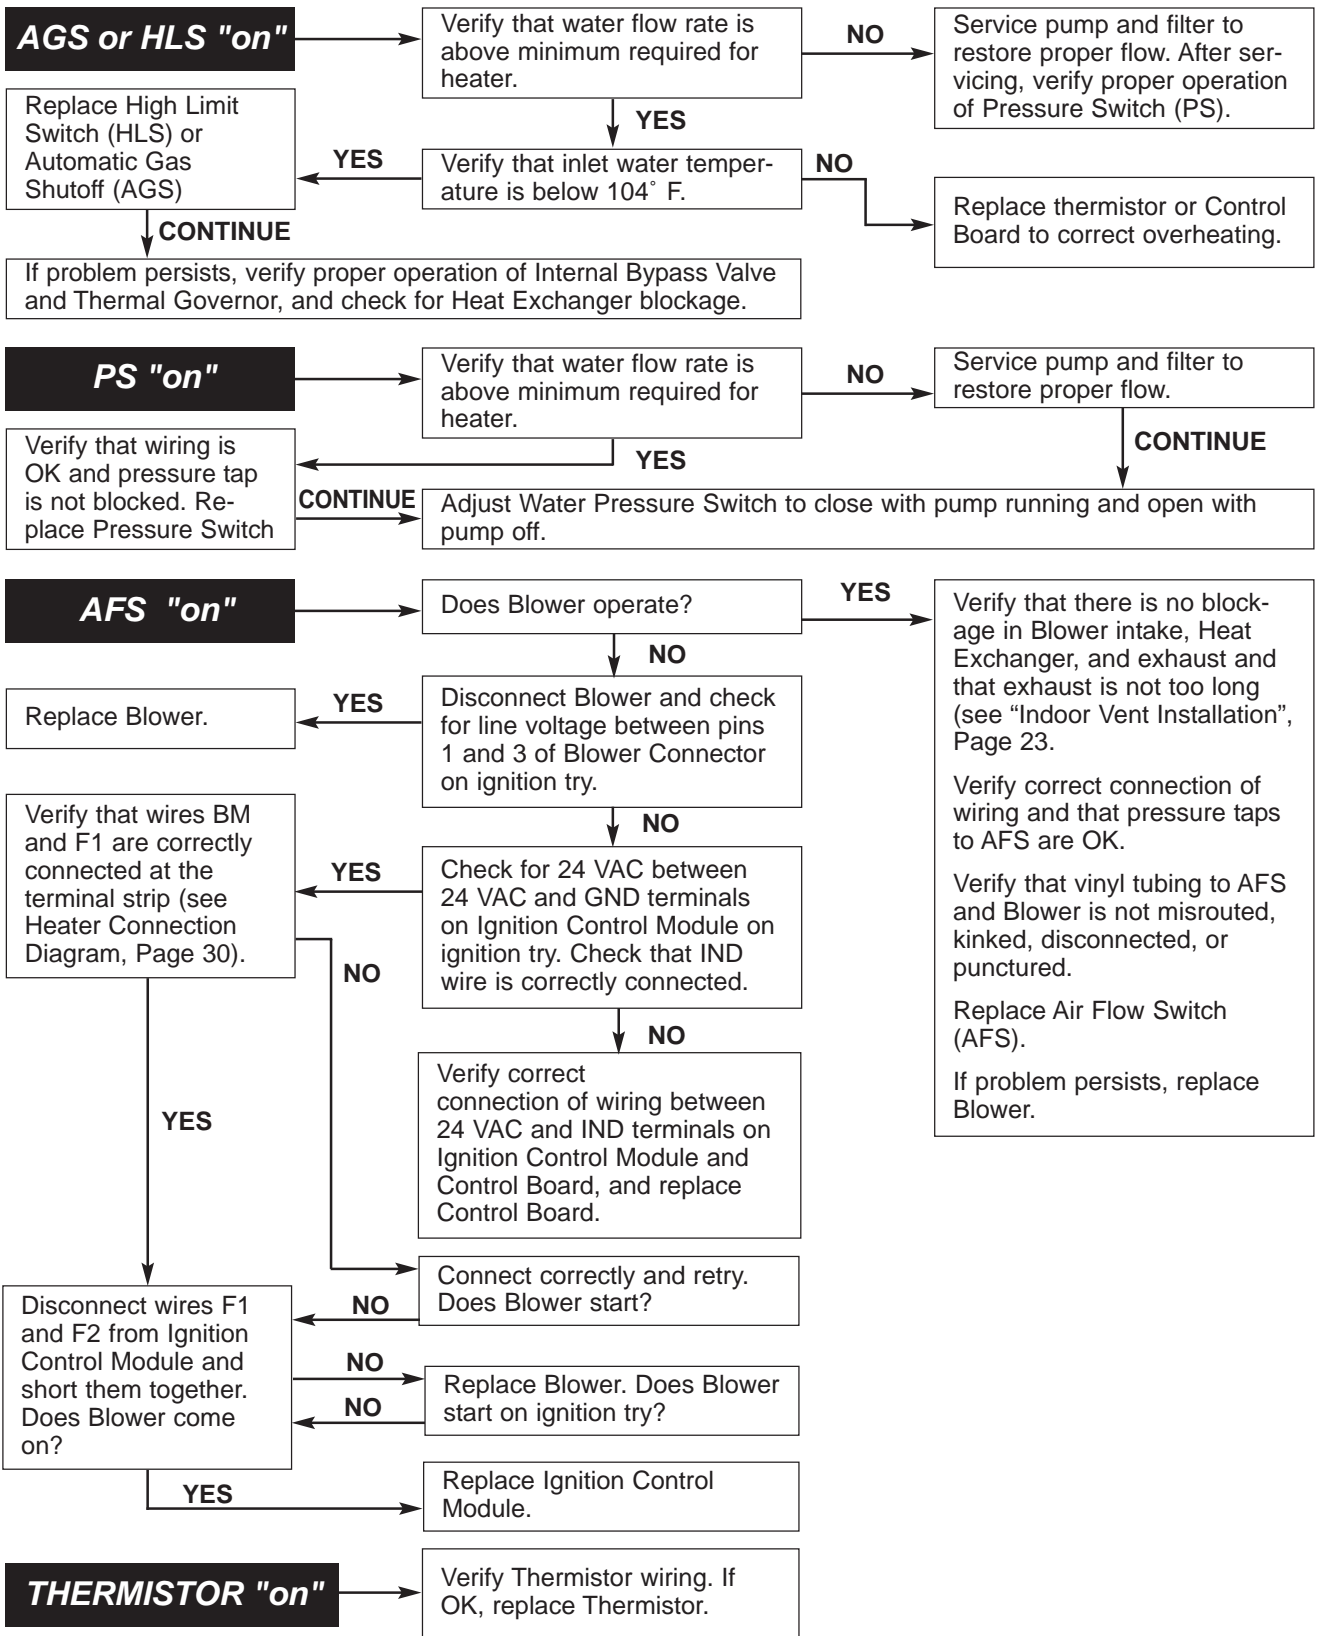 AGS or HLS "on"
Verify that water flow rate is
above minimum required for
heater.
NO
Service pump and filter to
restore proper flow. After ser-
vicing, verify proper operation
of Pressure Switch (PS).
YES
Verify that inlet water temper-
ature is below 104˚ F.
NO
Replace thermistor or Control
Board to correct overheating.
YES
Replace High Limit
Switch (HLS) or
Automatic Gas
Shutoff (AGS)
CONTINUE
If problem persists, verify proper operation of Internal Bypass Valve
and Thermal Governor, and check for Heat Exchanger blockage.
PS "on"
Verify that water flow rate is
above minimum required for
heater.
NO
Service pump and filter to
restore proper flow.
CONTINUE
YES
Verify that wiring is
OK and pressure tap
is not blocked. Re-
place Pressure Switch
CONTINUE
Adjust Water Pressure Switch to close with pump running and open with
pump off.
AFS "on"
Does Blower operate?
YES
Verify that there is no block-
age in Blower intake, Heat
Exchanger, and exhaust and
that exhaust is not too long
(see “Indoor Vent Installation”,
Page 23.
Verify correct connection of
wiring and that pressure taps
to AFS are OK.
Verify that vinyl tubing to AFS
and Blower is not misrouted,
kinked, disconnected, or
punctured.
Replace Air Flow Switch
(AFS).
If problem persists, replace
Blower.
NO
Disconnect Blower and check
for line voltage between pins
1 and 3 of Blower Connector
on ignition try.
YES
Replace Blower.
NO
Check for 24 VAC between
24 VAC and GND terminals
on Ignition Control Module on
ignition try. Check that IND
wire is correctly connected.
YES
Verify that wires BM
and F1 are correctly
connected at the
terminal strip (see
Heater Connection
Diagram, Page 30).
NO
NO
Verify correct
connection of wiring between
24 VAC and IND terminals on
Ignition Control Module and
Control Board, and replace
Control Board.
YES
Connect correctly and retry.
Does Blower start?
NO
Disconnect wires F1
and F2 from Ignition
Control Module and
short them together.
Does Blower come
on?
NO
Replace Blower. Does Blower
start on ignition try?
NO
YES
Replace Ignition Control
Module.
THERMISTOR "on"
Verify Thermistor wiring. If
OK, replace Thermistor.